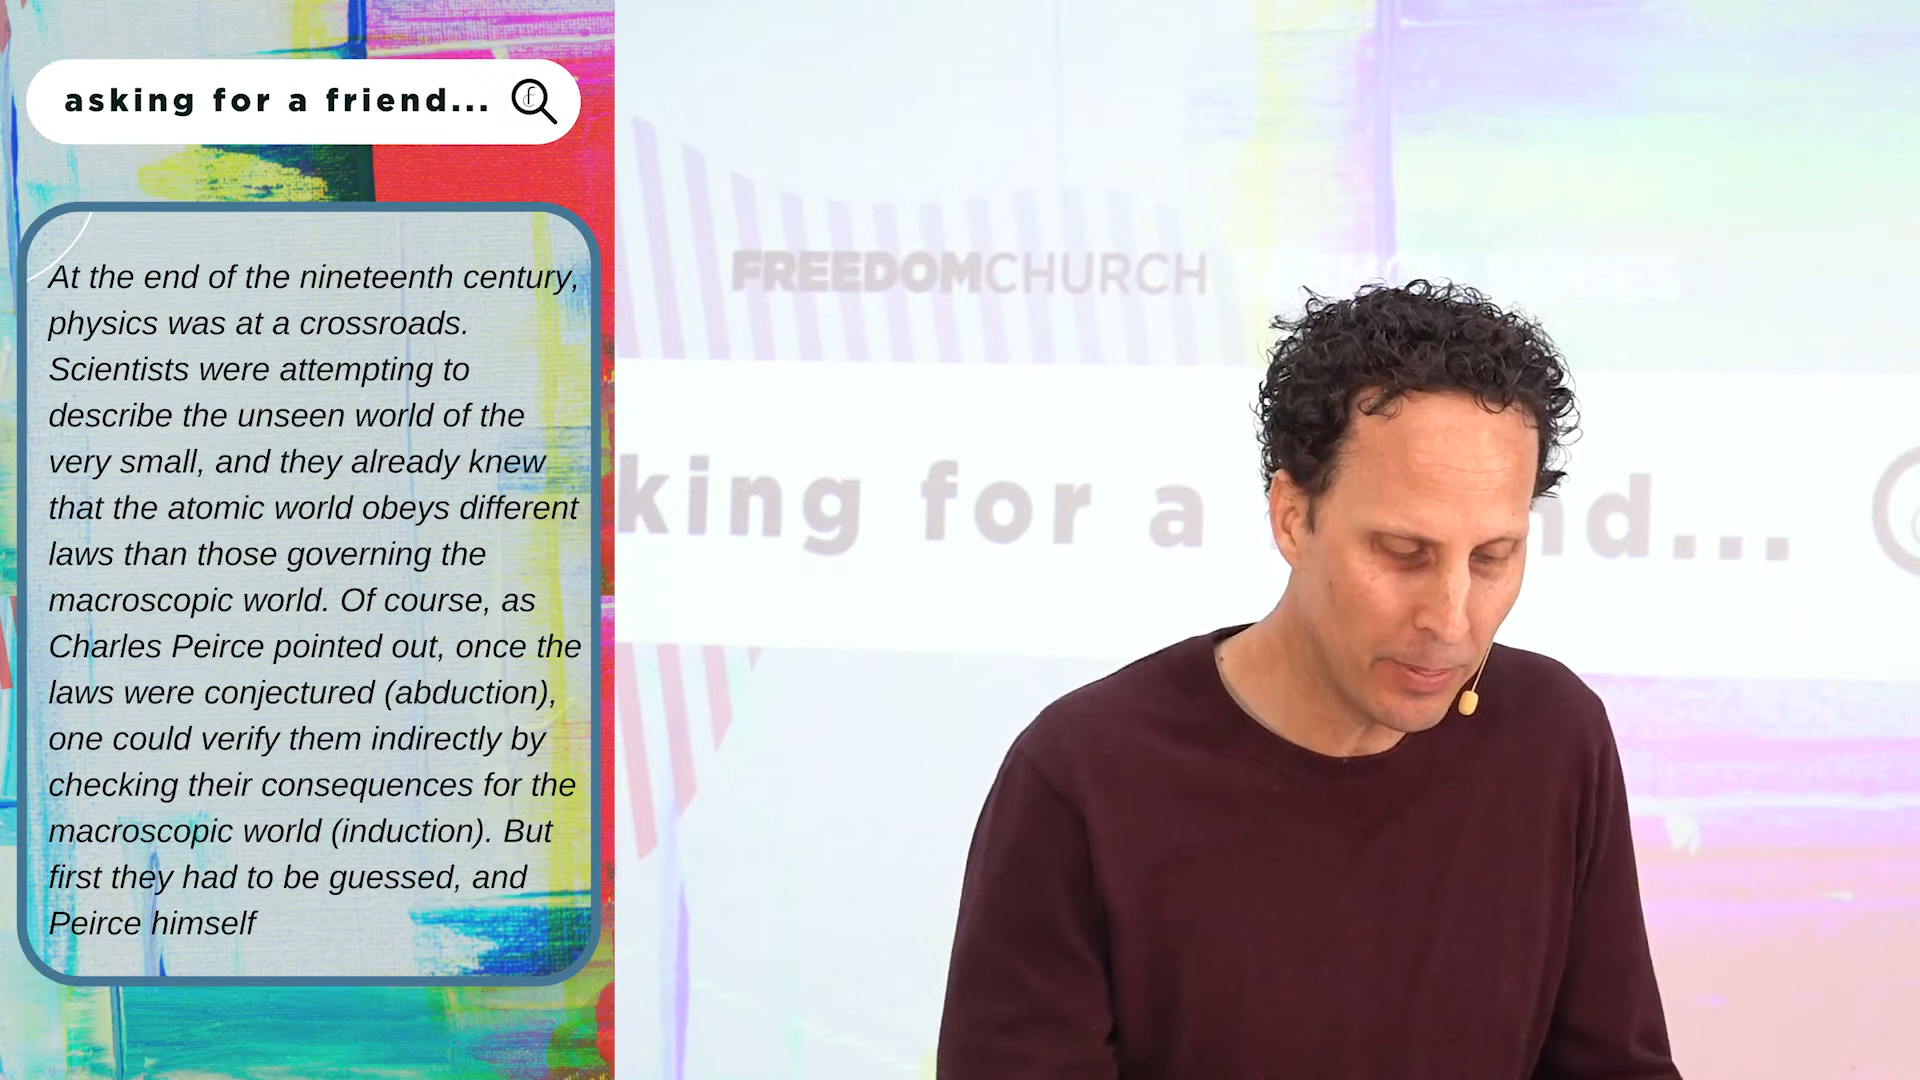 asking for a friend...
At the end of the nineteenth century,
physics was at a crossroads.
Scientists were attempting to
describe the unseen world of the
very small, and they already knew
that the atomic world obeys different
laws than those governing the
macroscopic world. Of course, as
Charles Peirce pointed out, once the
laws were conjectured (abduction),
one could verify them indirectly by
checking their consequences for the
macroscopic world (induction). But
first they had to be guessed, and
Peirce himself
FREEDOMCHURCH
king for a nd...